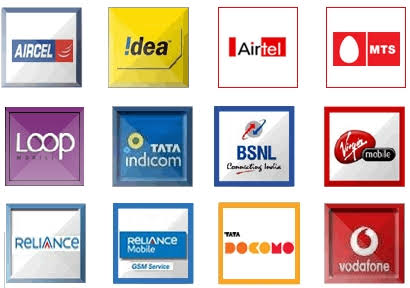 AIRCEL
!dea
Airtel
MTS
LOOP
MOBILE
TATA
indicom
BSNL
Connecting India
Virgin
mobile
RELIANCE
RELIANCE
Mobile
GSM Service
TATA
DOCOMO
vodafone